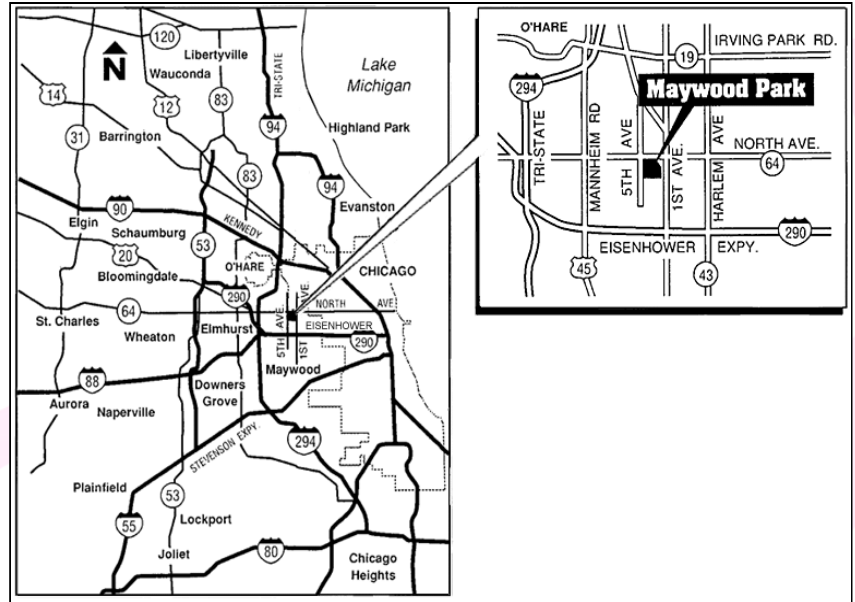 120
Libertyville
N
Wauconda
Lake
Michigan
TRI-STATE
14
12
83
94
Highland Park
31
Barrington
83
94
Evanston
90
Elgin
KENNEDY
Schaumburg
53
20
O'HARE
CHICAGO
Bloomingdale
290
64
NORTH AVE
St. Charles
Elmhurst
5TH AVE.
1ST AVE.
EISENHOWER
Wheaton
290
Maywood
88
Downers
Grove
Aurora
Naperville
294
STEVENSON EXPY.
Plainfield
53
55
Lockport
Joliet
80
Chicago
Heights
O'HARE
IRVING PARK RD.
19
294
Maywood Park
TRI-STATE
MANNHEIM RD
5TH AVE
1ST AVE.
HARLEM AVE
NORTH AVE.
64
290
EISENHOWER EXPY.
45
43